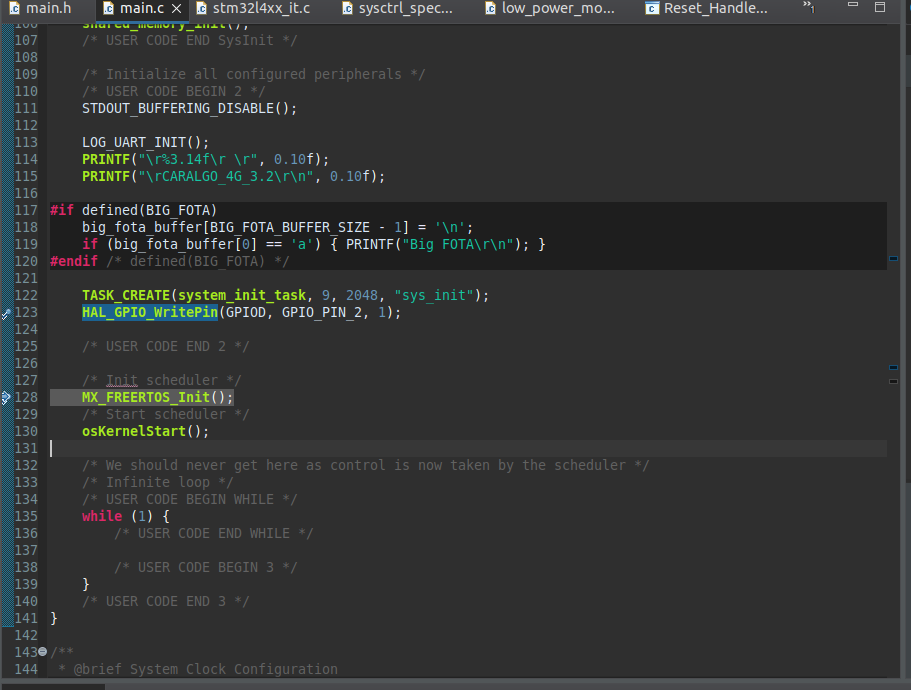 main.h main.c stm32l4xx_it.c sysctrl_spec... low_power_mo... Reset_Handle... »1
106 shared_memory_init();
107 /* USER CODE END SysInit */
108
109 /* Initialize all configured peripherals */
110 /* USER CODE BEGIN 2 */
111 STDOUT_BUFFERING_DISABLE();
112
113 LOG_UART_INIT();
114 PRINTF("\r%3.14f\r \r", 0.10f);
115 PRINTF("\rCARALGO_4G_3.2\r\n", 0.10f);
116
117 #if defined(BIG_FOTA)
118 big_fota_buffer[BIG_FOTA_BUFFER_SIZE - 1] = '\n';
119 if (big_fota_buffer[0] == 'a') { PRINTF("Big FOTA\r\n"); }
120 #endif /* defined(BIG_FOTA) */
121
122 TASK_CREATE(system_init_task, 9, 2048, "sys_init");
123 HAL_GPIO_WritePin(GPIOD, GPIO_PIN_2, 1);
124
125 /* USER CODE END 2 */
126
127 /* Init scheduler */
128 MX_FREERTOS_Init();
129 /* Start scheduler */
130 osKernelStart();
131
132 /* We should never get here as control is now taken by the scheduler */
133 /* Infinite loop */
134 /* USER CODE BEGIN WHILE */
135 while (1) {
136 /* USER CODE END WHILE */
137
138 /* USER CODE BEGIN 3 */
139 }
140 /* USER CODE END 3 */
141 }
142
143 /**
144 * @brief System Clock Configuration